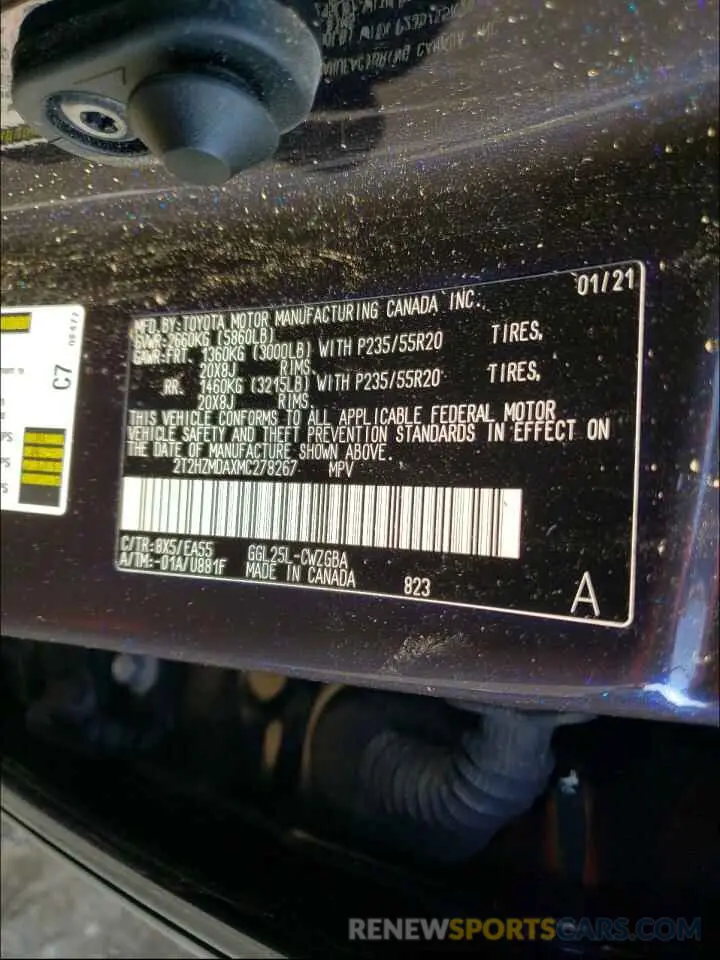 01/21
MFD.BY:TOYOTA MOTOR MANUFACTURING CANADA INC.
GVWR:2660KG (5860LB)
GAWR:FRT. 1360KG (3000LB) WITH P235/55R20 TIRES,
20X8J RIMS.
RR. 1460KG (3215LB) WITH P235/55R20 TIRES,
20X8J RIMS.
THIS VEHICLE CONFORMS TO ALL APPLICABLE FEDERAL MOTOR
VEHICLE SAFETY AND THEFT PREVENTION STANDARDS IN EFFECT ON
THE DATE OF MANUFACTURE SHOWN ABOVE.
2T2HZMDAXMC278267 MPV
C/TR:8X5/EA55 GGL25L-CWZGBA
A/TM:-01A/U881F MADE IN CANADA 823
A
C7
RENEWSPORTSCARS.COM